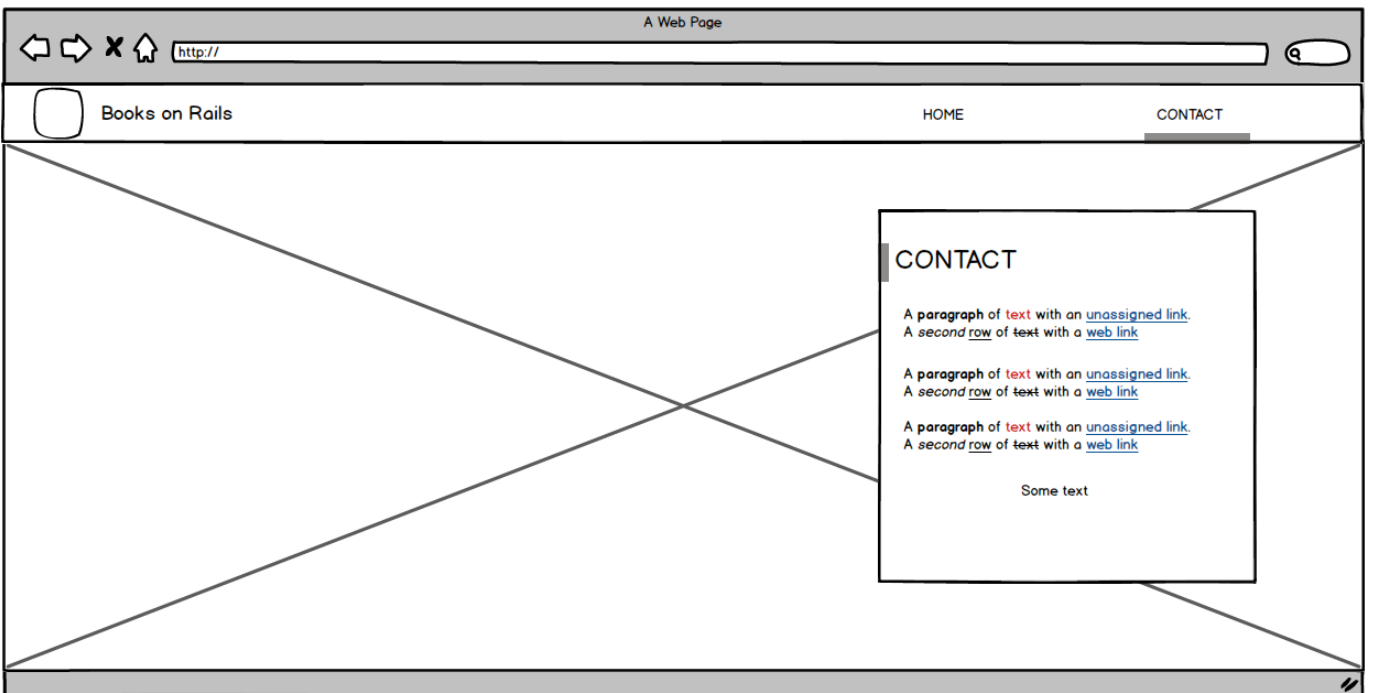 A Web Page
http://
Books on Rails
HOME
CONTACT
CONTACT
A paragraph of text with an unassigned link.
A second row of text with a web link
A paragraph of text with an unassigned link.
A second row of text with a web link
A paragraph of text with an unassigned link.
A second row of text with a web link
Some text